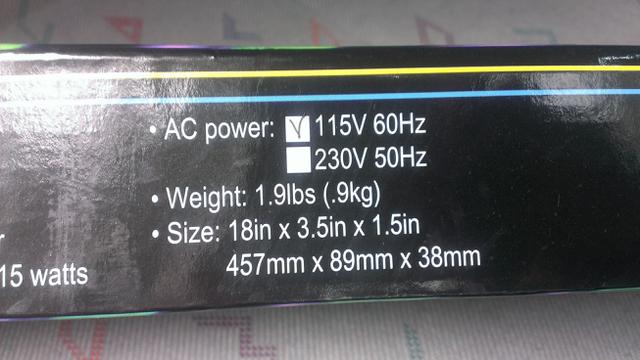 • AC power: 115V 60Hz
230V 50Hz
• Weight: 1.9lbs (.9kg)
• Size: 18in x 3.5in x 1.5in
457mm x 89mm x 38mm
15 watts